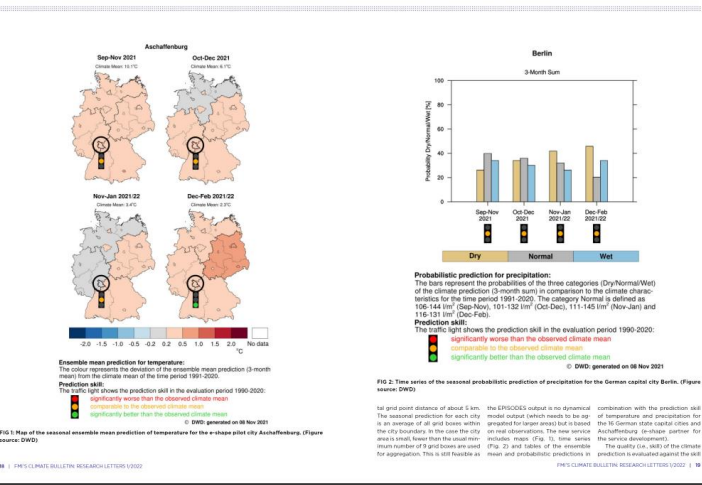 Aschaffenburg
Sep-Nov 2021
Climate Mean: 10.1°C
Oct-Dec 2021
Climate Mean: 6.1°C
Nov-Jan 2021/22
Climate Mean: 3.4°C
Dec-Feb 2021/22
-2.0 -1.5 -1.0 -0.5 -0.2 0.2 0.5 1.0 1.5 2.0 No data
°C
Ensemble mean prediction for temperature:
The colour represents the deviation of the ensemble mean prediction (3-month
mean) from the climate mean of the time period 1991-2020.
Prediction skill:
The traffic light shows the prediction skill in the evaluation period 1990-2020:
significantly worse than the observed climate mean
comparable to the observed climate mean
significantly better than the observed climate mean
© DWD: generated on 08 Nov 2021
FIG 1: Map of the seasonal ensemble mean prediction of temperature for the e-shape pilot city Aschaffenburg, (Figure
source: DWD)
| FMI'S CLIMATE BULLETIN: RESEARCH LETTERS 1/2022
Berlin
3-Month Sum
Probability Dry/Normal/Wet [%]
100
80
60
40
20
0
Sep-Nov 2021
Oct-Dec 2021
Nov-Jan 2021/22
Dec-Feb 2021/22
Dry Normal Wet
Probabilistic prediction for precipitation:
The bars represent the probabilities of the three categories (Dry/Normal/Wet)
of the climate prediction (3-month sum) in comparison to the climate charac-
teristics for the time period 1991-2020. The category Normal is defined as
106-144 l/m² (Sep-Nov), 101-132 l/m² (Oct-Dec), 111-145 l/m² (Nov-Jan) and
116-131 l/m² (Dec-Feb).
Prediction skill:
The traffic light shows the prediction skill in the evaluation period 1990-2020:
significantly worse than the observed climate mean
comparable to the observed climate mean
significantly better than the observed climate mean
© DWD: generated on 08 Nov 2021
FIG 2: Time series of the seasonal probabilistic prediction of precipitation for the German capital city Berlin. (Figure
source: DWD)
tal grid point distance of about 5 km.
The seasonal prediction for each city
is an average of all grid boxes within
the city boundary. In the case the city
area is small, fewer than the usual min-
imum number of 9 grid boxes are used
for aggregation. This is still feasible as
the EPISODES output is no dynamical
model output (which needs to be ag-
gregated for larger areas) but is based
on real observations. The new service
includes maps (Fig. 1), time series
(Fig. 2) and tables of the ensemble
mean and probabilistic predictions in
combination with the prediction skill
of temperature and precipitation for
the 16 German state capital cities and
Aschaffenburg (e-shape partner for
the service development).
The quality (i.e., skill) of the climate
prediction is evaluated against the skill
FMI'S CLIMATE BULLETIN: RESEARCH LETTERS 1/2022 |